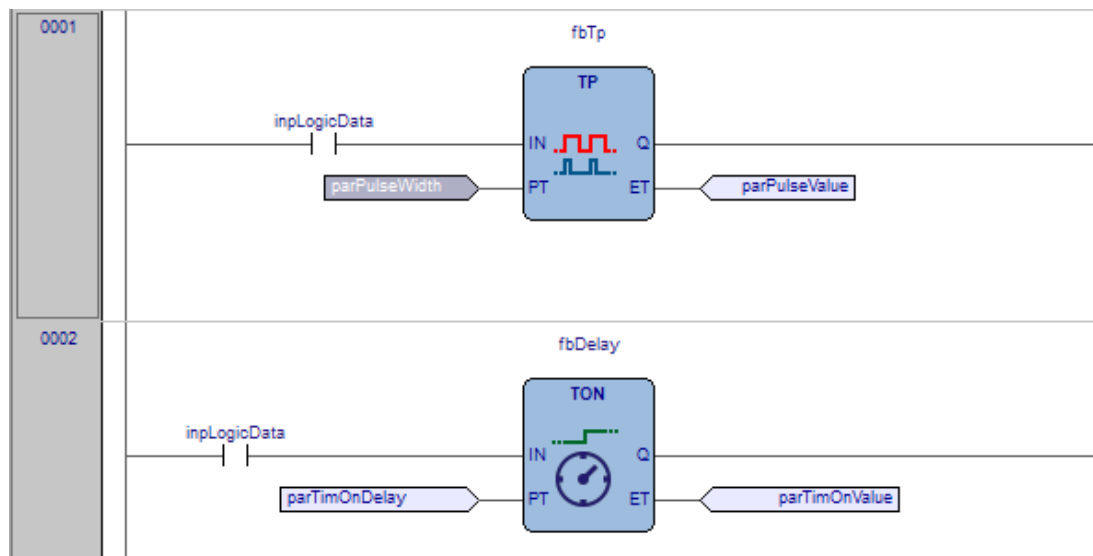 0001
fbTp
TP
inpLogicData
IN Q
parPulseWidth PT ET parPulseValue
0002
fbDelay
TON
inpLogicData
IN Q
parTimOnDelay PT ET parTimOnValue